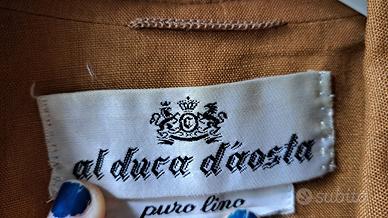 C
al duca d'aosta
puro lino
subito